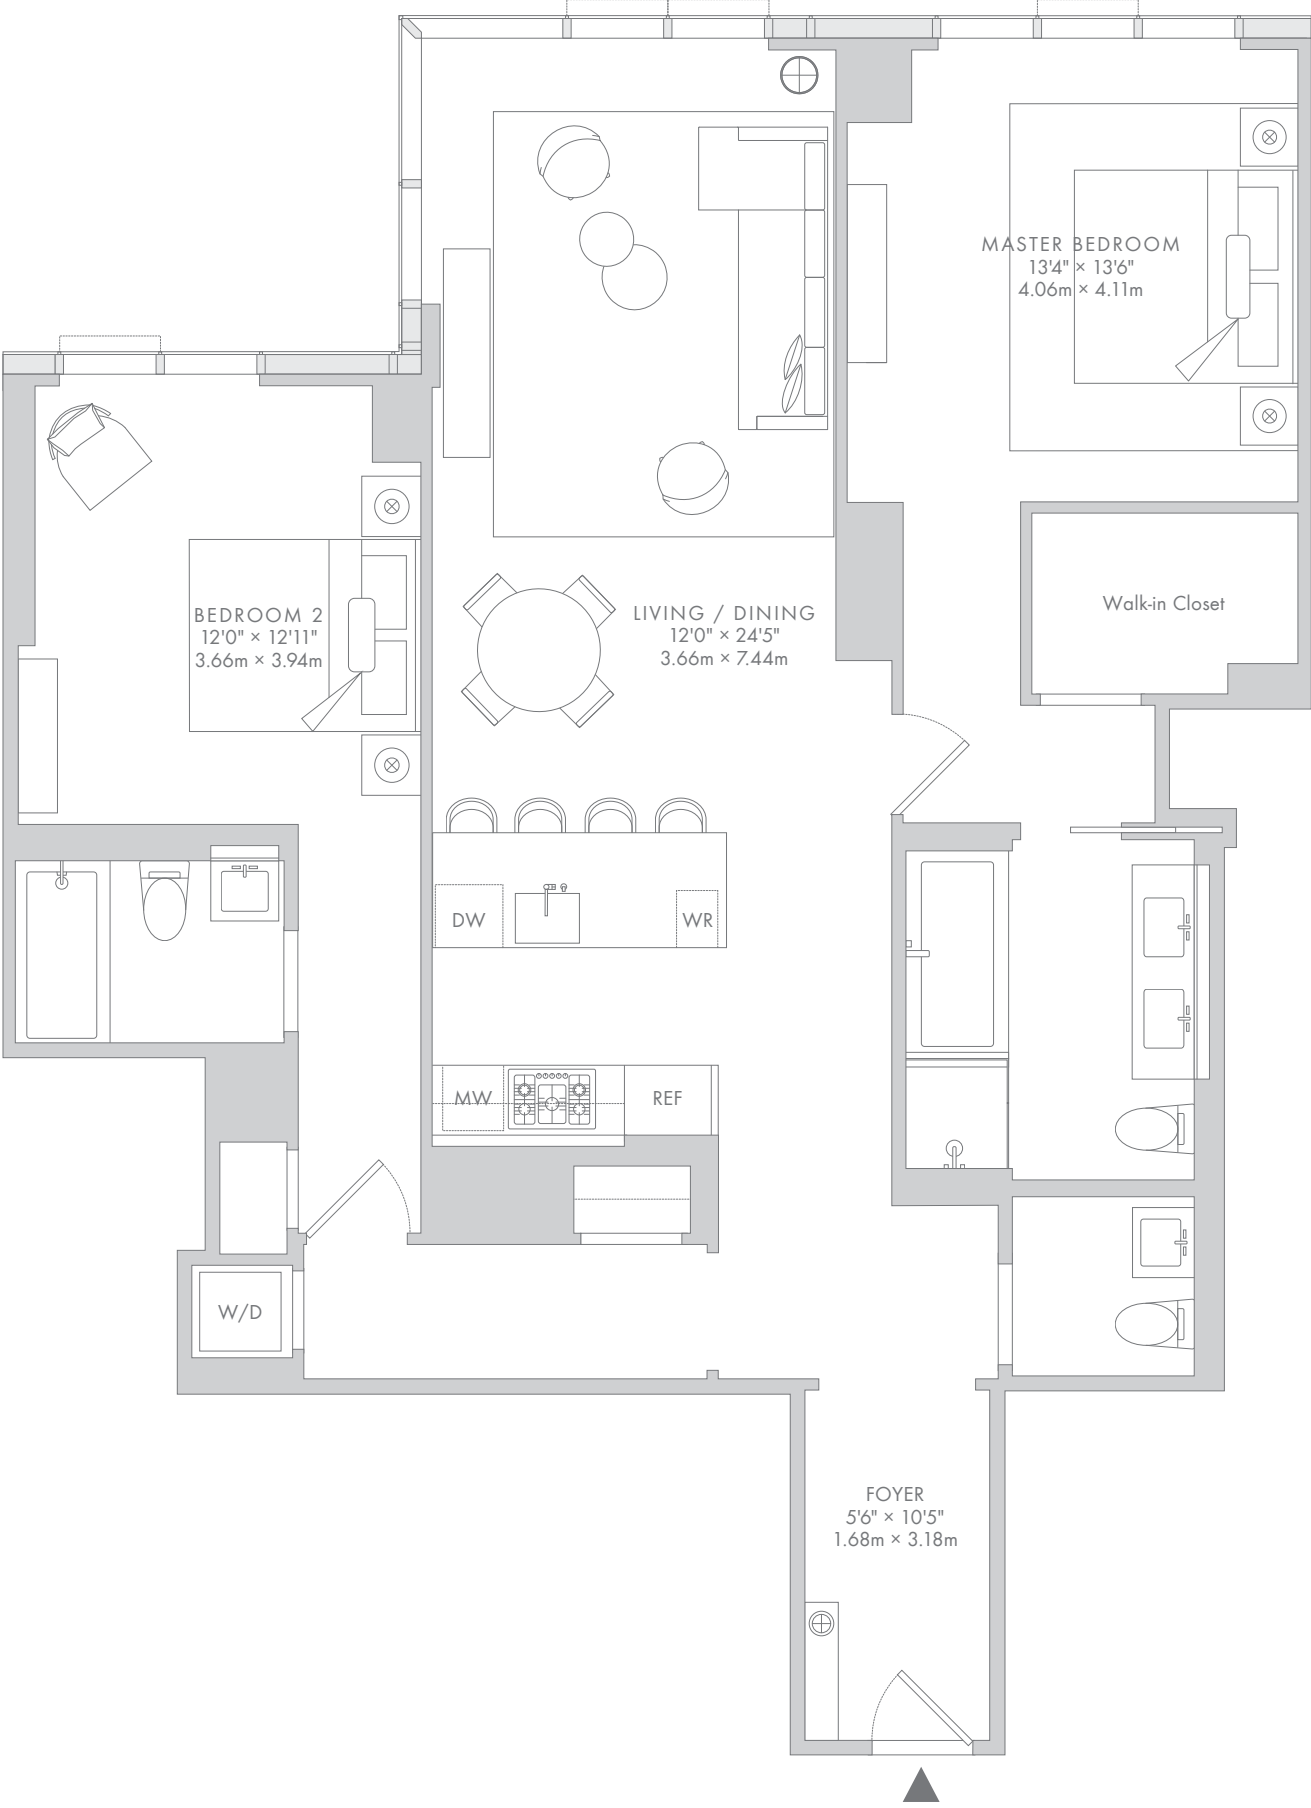 MASTER BEDROOM
13'4" × 13'6"
4.06m × 4.11m
Walk-in Closet
BEDROOM 2
12'0" × 12'11"
3.66m × 3.94m
LIVING / DINING
12'0" × 24'5"
3.66m × 7.44m
DW
WR
MW
REF
W/D
FOYER
5'6" × 10'5"
1.68m × 3.18m